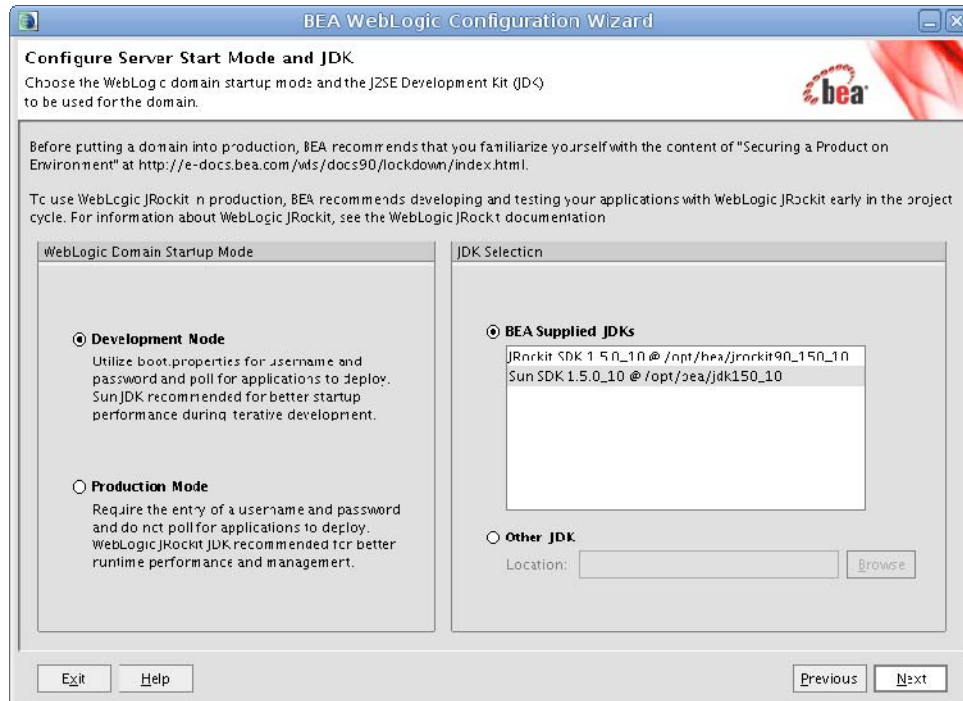 BEA WebLogic Configuration Wizard
Configure Server Start Mode and JDK
Choose the WebLogic domain startup mode and the J2SE Development Kit (JDK)
to be used for the domain.
bea
Before putting a domain into production, BEA recommends that you familiarize yourself with the content of "Securing a Production
Environment" at http://e-docs.bea.com/wls/docs90/lockdown/index.html.
To use WebLogic JRockit in production, BEA recommends developing and testing your applications with WebLogic JRockit early in the project
cycle. For information about WebLogic JRockit, see the WebLogic JRockit documentation
WebLogic Domain Startup Mode
Development Mode
Utilize boot.properties for username and
password and poll for applications to deploy.
Sun JDK recommended for better startup
performance during iterative development.
Production Mode
Require the entry of a username and password
and do not poll for applications to deploy.
WebLogic JRockit JDK recommended for better
runtime performance and management.
JDK Selection
BEA Supplied JDKs
JRockit SDK 1.5.0_10 @ /opt/bea/jrockit90_150_10
Sun SDK 1.5.0_10 @ /opt/bea/jdk150_10
Other JDK
Location:
Browse
Exit
Help
Previous
Next